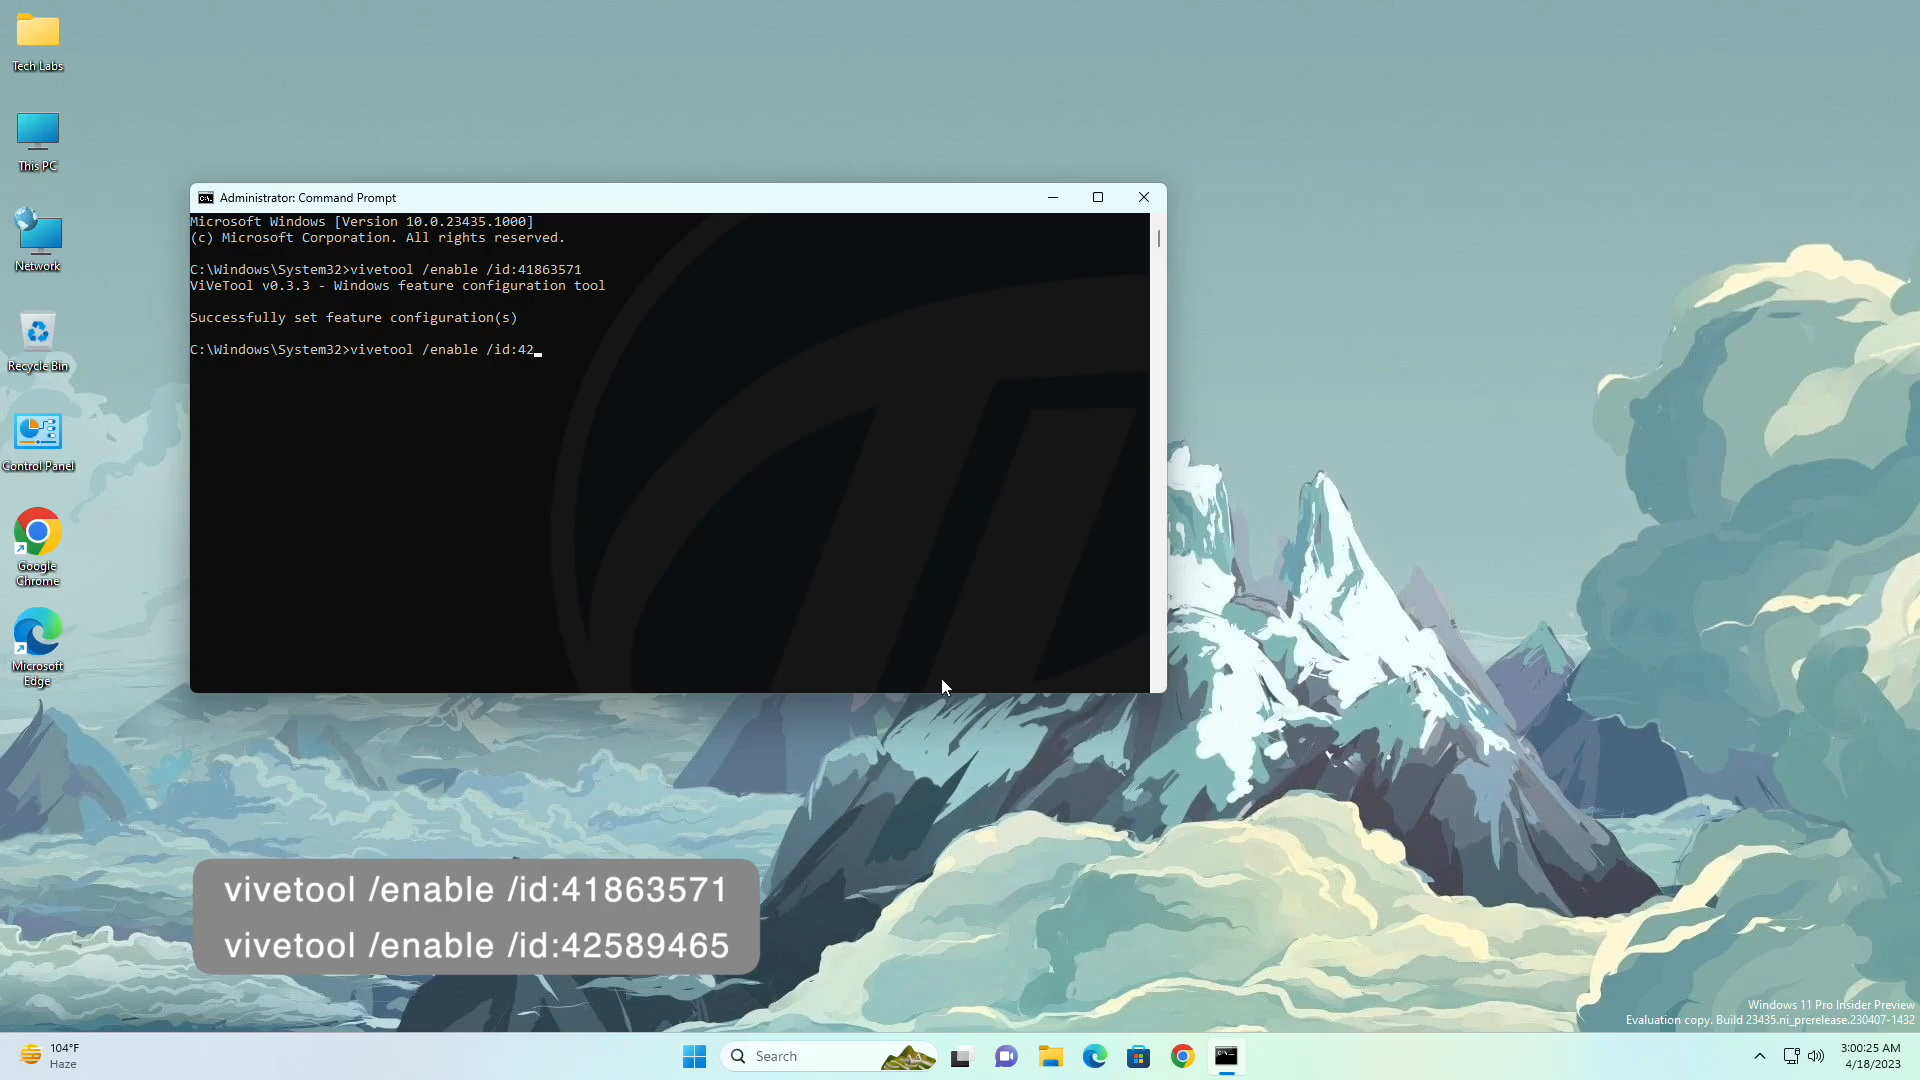 Tech Labs
This PC
Network
Recycle Bin
Control Panel
Google
Chrome
Microsoft
Edge
Administrator: Command Prompt
Microsoft Windows [Version 10.0.23435.1000]
(c) Microsoft Corporation. All rights reserved.
C:\Windows\System32>vivetool /enable /id:41863571
ViVeTool v0.3.3 - Windows feature configuration tool
Successfully set feature configuration(s)
C:\Windows\System32>vivetool /enable /id:42
vivetool /enable /id:41863571
vivetool /enable /id:42589465
Windows 11 Pro Insider Preview
Evaluation copy. Build 23435.ni_prerelease.230407-1432
104°F
Haze
Search
3:00:25 AM
4/18/2023